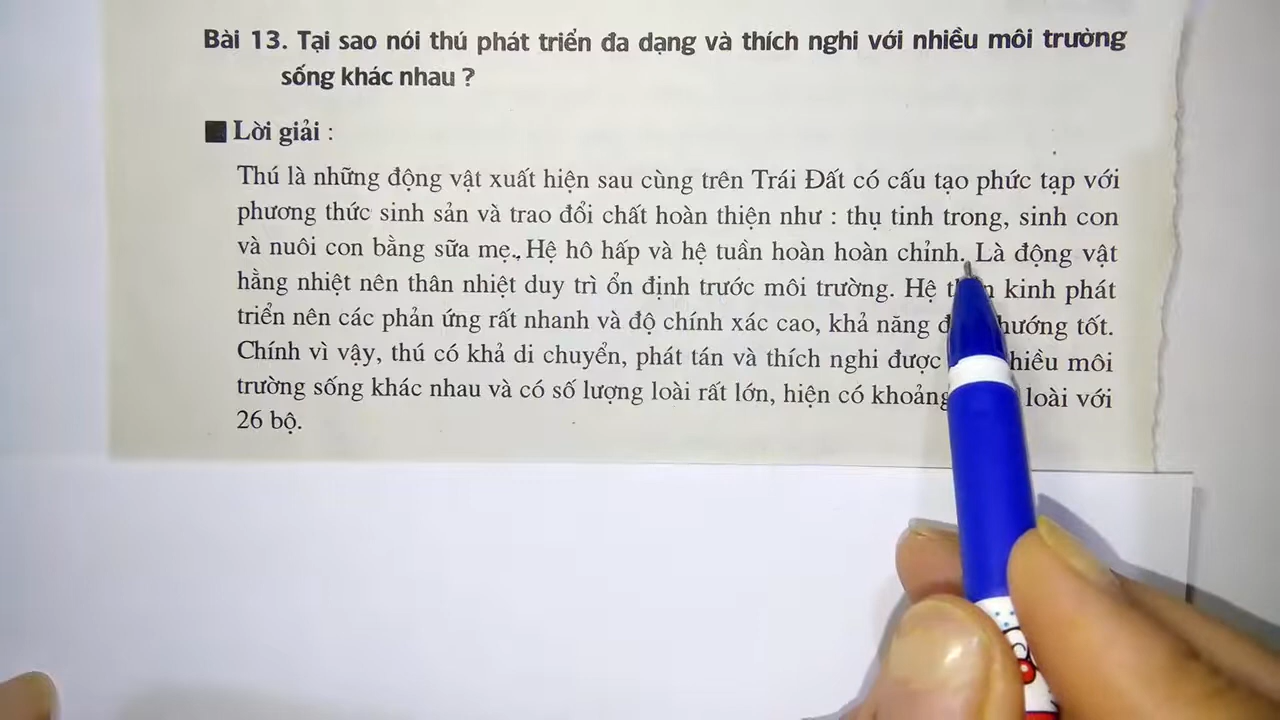 Bài 13. Tại sao nói thú phát triển đa dạng và thích nghi với nhiều môi trường
sống khác nhau ?
Lời giải :
Thú là những động vật xuất hiện sau cùng trên Trái Đất có cấu tạo phức tạp với
phương thức sinh sản và trao đổi chất hoàn thiện như : thụ tinh trong, sinh con
và nuôi con bằng sữa mẹ., Hệ hô hấp và hệ tuần hoàn hoàn chỉnh. Là động vật
hằng nhiệt nên thân nhiệt duy trì ổn định trước môi trường. Hệ kinh phát
triển nên các phản ứng rất nhanh và độ chính xác cao, khả năng hướng tốt.
Chính vì vậy, thú có khả di chuyển, phát tán và thích nghi được nhiều môi
trường sống khác nhau và có số lượng loài rất lớn, hiện có khoảng loài với
26 bộ.